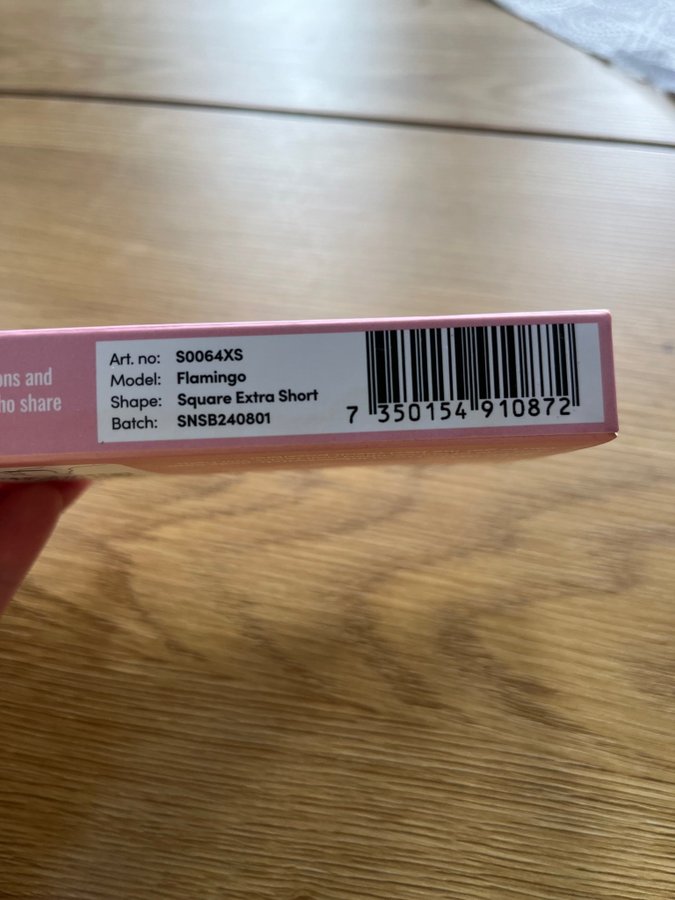 ons and
ho share
Art. no: S0064XS
Model: Flamingo
Shape: Square Extra Short
Batch: SNSB240801
7 350154 910872